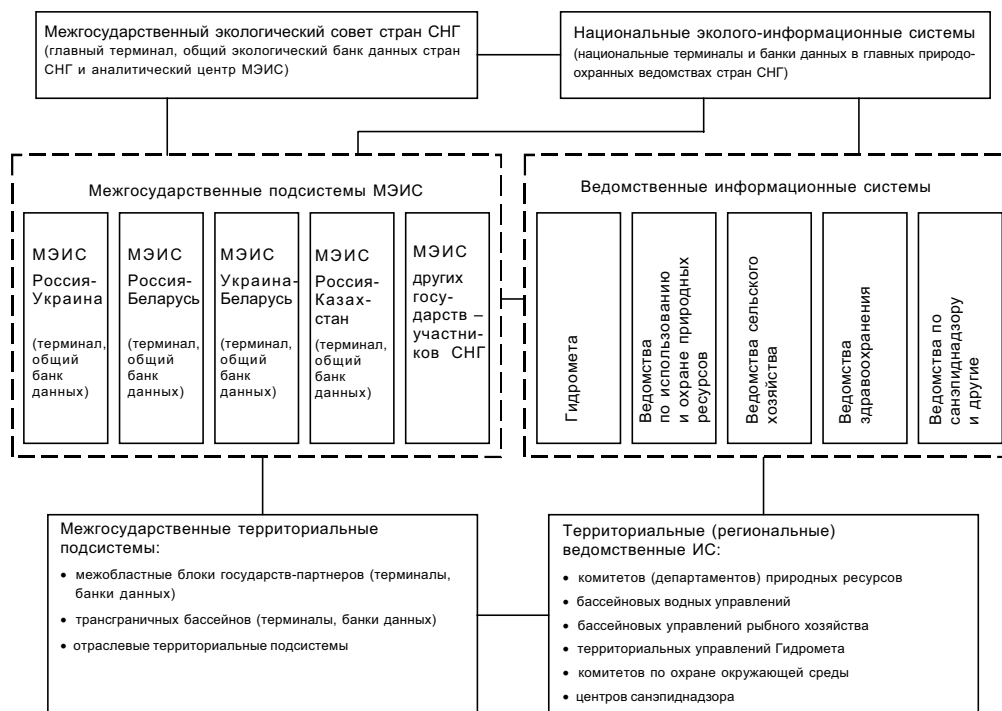 Межгосударственный экологический совет стран СНГ
(главный терминал, общий экологический банк данных стран
СНГ и аналитический центр МЭИС)
Национальные эколого-информационные системы
(национальные терминалы и банки данных в главных природо-
охранных ведомствах стран СНГ)
Межгосударственные подсистемы МЭИС
МЭИС
Россия-
Украина
(терминал,
общий
банк
данных)
МЭИС
Россия-
Беларусь
(терминал,
общий
банк
данных)
МЭИС
Украина-
Беларусь
(терминал,
общий
банк
данных)
МЭИС
Россия-
Казах-
стан
(терминал,
общий
банк
данных)
МЭИС
других
госу-
дарств –
участни-
ков СНГ
Ведомственные информационные системы
Гидромета
Ведомства
по использованию
и охране природных
ресурсов
Ведомства сельского
хозяйства
Ведомства
здравоохранения
Ведомства по
санэпиднадзору
и другие
Межгосударственные территориальные
подсистемы:
• межобластные блоки государств-партнеров (терминалы,
банки данных)
• трансграничных бассейнов (терминалы, банки данных)
• отраслевые территориальные подсистемы
Территориальные (региональные)
ведомственные ИС:
• комитетов (департаментов) природных ресурсов
• бассейновых водных управлений
• бассейновых управлений рыбного хозяйства
• территориальных управлений Гидромета
• комитетов по охране окружающей среды
• центров санэпиднадзора